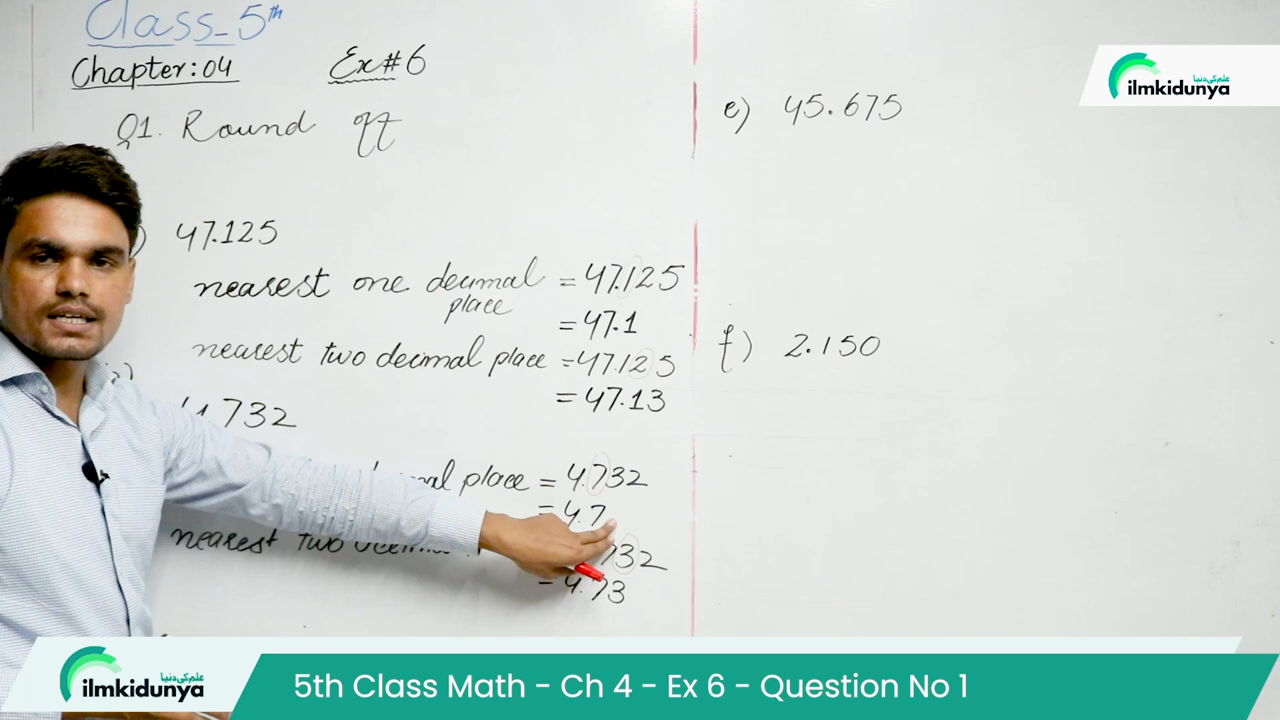 Class_5th
Chapter:04 Ex#6
Q1. Round off
) 47.125
nearest one decimal place = 47.125
= 47.1
nearest two decimal place = 47.125
= 47.13
4.732
decimal place = 4.732
= 4.7
nearest two decimal 732
= 4.73
e) 45.675
f) 2.150
علم کی دنیا
ilmkidunya
علم کی دنیا
ilmkidunya
5th Class Math - Ch 4 - Ex 6 - Question No 1